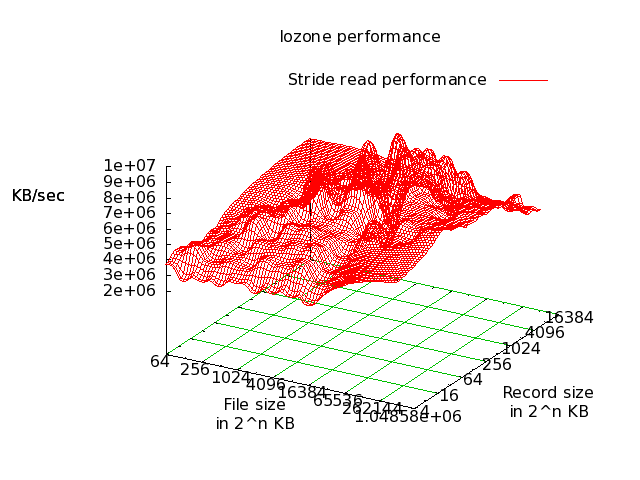 Iozone performance
Stride read performance
KB/sec
1e+07
9e+06
8e+06
7e+06
6e+06
5e+06
4e+06
3e+06
2e+06
64
256
1024
4096
16384
65536
262144
1.04858e+06
File size
in 2^n KB
4
16
64
256
1024
4096
16384
Record size
in 2^n KB